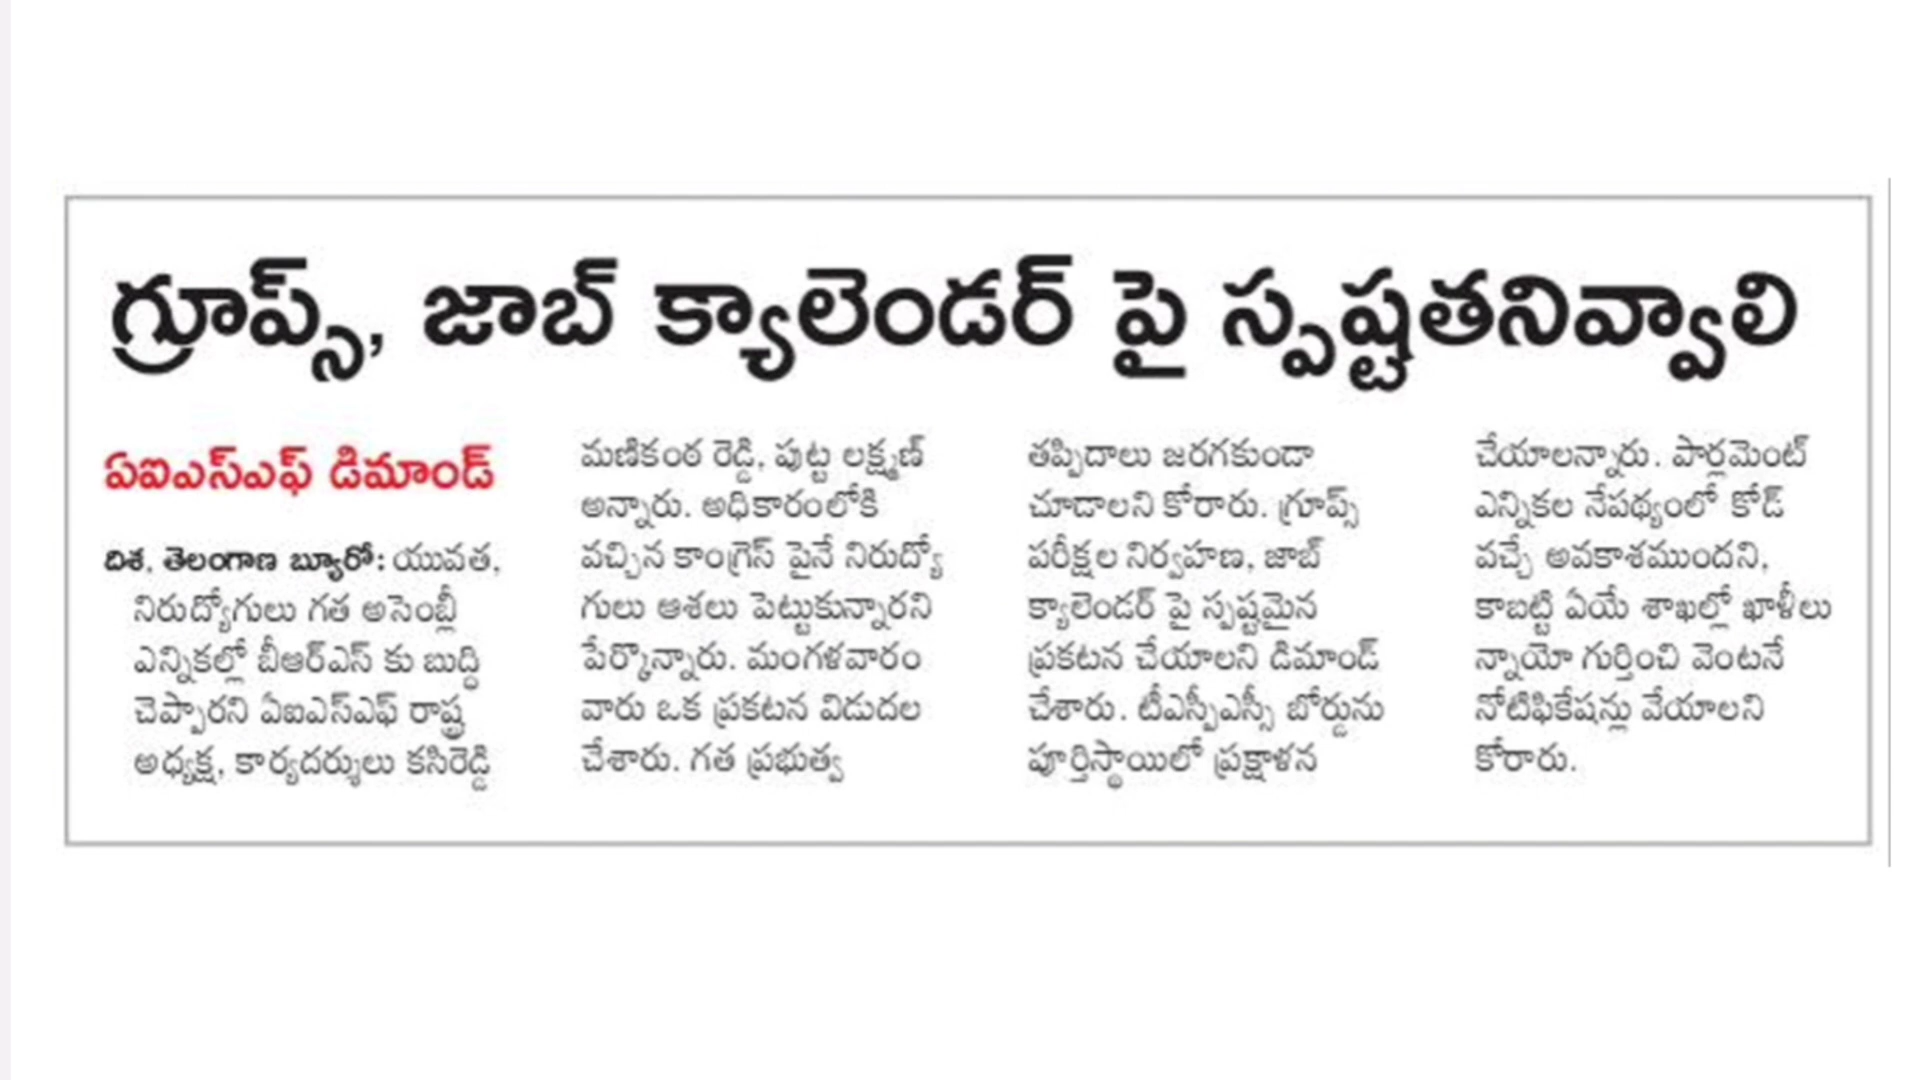 గ్రూప్స్, జాబ్ క్యాలెండర్ పై స్పష్టతనివ్వాలి
ఏఐఎస్ఎఫ్ డిమాండ్
దిశ, తెలంగాణ బ్యూరో: యువత,
నిరుద్యోగులు గత అసెంబ్లీ
ఎన్నికల్లో బీఆర్ఎస్ కు బుద్ధి
చెప్పారని ఏఐఎస్ఎఫ్ రాష్ట్ర
అధ్యక్ష, కార్యదర్శులు కసిరెడ్డి
మణికంఠ రెడ్డి, పుట్ట లక్ష్మణ్
అన్నారు. అధికారంలోకి
వచ్చిన కాంగ్రెస్ పైనే నిరుద్యో
గులు ఆశలు పెట్టుకున్నారని
పేర్కొన్నారు. మంగళవారం
వారు ఒక ప్రకటన విడుదల
చేశారు. గత ప్రభుత్వ
తప్పిదాలు జరగకుండా
చూడాలని కోరారు. గ్రూప్స్
పరీక్షల నిర్వహణ, జాబ్
క్యాలెండర్ పై స్పష్టమైన
ప్రకటన చేయాలని డిమాండ్
చేశారు. టీఎస్పీఎస్సీ బోర్డును
పూర్తిస్థాయిలో ప్రక్షాళన
చేయాలన్నారు. పార్లమెంట్
ఎన్నికల నేపథ్యంలో కోడ్
వచ్చే అవకాశముందని,
కాబట్టి ఏయే శాఖల్లో ఖాళీలు
న్నాయో గుర్తించి వెంటనే
నోటిఫికేషన్లు వేయాలని
కోరారు.